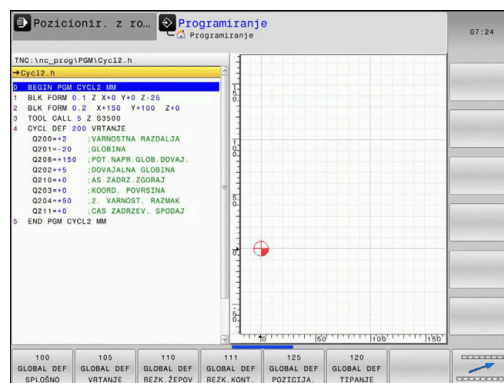 Pozicionir. z ro…
Programiranje
Programiranje
07:24
TNC:\nc_prog\PGM\Cycl2.h
→Cycl2.h
0 BEGIN PGM CYCL2 MM
1 BLK FORM 0.1 Z X+0 Y+0 Z-25
2 BLK FORM 0.2 X+150 Y+100 Z+0
3 TOOL CALL 5 Z S3500
4 CYCL DEF 200 VRTANJE
Q200=+2 ;VARNOSTNA RAZDALJA
Q201=-20 ;GLOBINA
Q206=+150 ;POT.NAPR.GLOB.DOVAJ.
Q202=+5 ;DOVAJALNA GLOBINA
Q210=+0 ;AS ZADRZ.ZGORAJ
Q203=+0 ;KOORD. POVRSINA
Q204=+50 ;2. VARNOST. RAZMAK
Q211=+0 ;CAS ZADRZEV. SPODAJ
5 END PGM CYCL2 MM
0 50 100 150
100 GLOBAL DEF SPLOŠNO
105 GLOBAL DEF VRTANJE
110 GLOBAL DEF REZK.ŽEPOV
111 GLOBAL DEF REZK.KONT.
125 GLOBAL DEF POZICIJA.
120 GLOBAL DEF TIPANJE